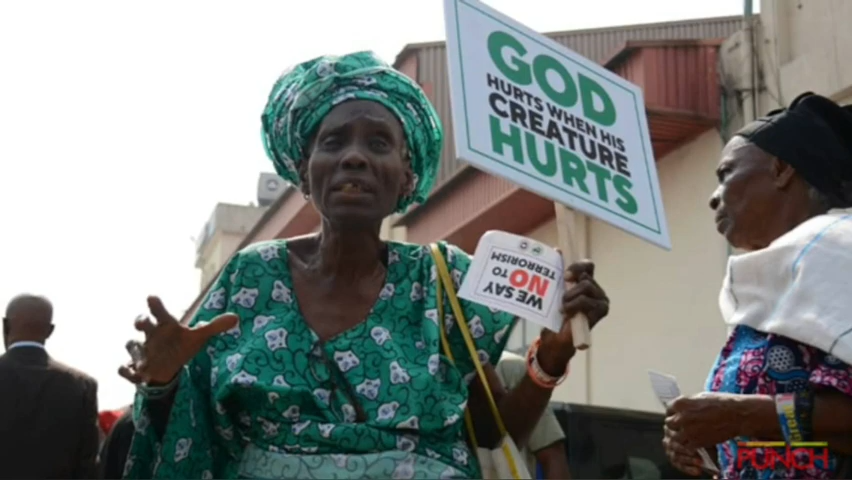 GOD
HURTS WHEN HIS
CREATURE
HURTS
WE SAY
NO TO
TERRORISM
PUNCH